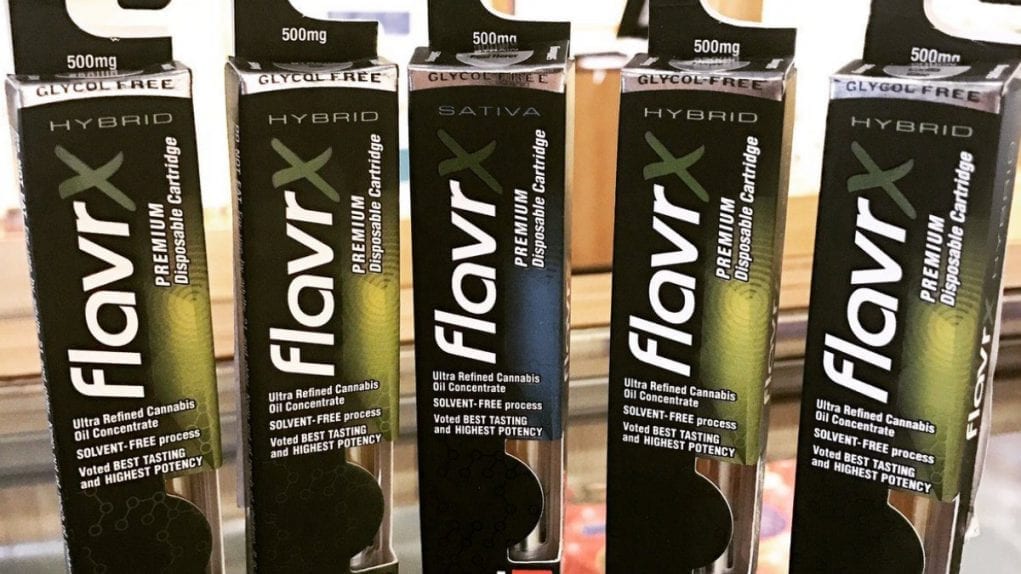 500mg
GLYCOL FREE
HYBRID
flavrX
PREMIUM
Disposable Cartridge
Ultra Refined Cannabis
Oil Concentrate
SOLVENT-FREE process
Voted BEST TASTING
and HIGHEST POTENCY
500mg
GLYCOL FREE
HYBRID
flavrX
PREMIUM
Disposable Cartridge
Ultra Refined Cannabis
Oil Concentrate
SOLVENT-FREE process
Voted BEST TASTING
and HIGHEST POTENCY
500mg
GLYCOL FREE
SATIVA
flavrX
PREMIUM
Disposable Cartridge
Ultra Refined Cannabis
Oil Concentrate
SOLVENT-FREE process
Voted BEST TASTING
and HIGHEST POTENCY
500mg
GLYCOL-FREE
HYBRID
flavrX
PREMIUM
Disposable Cartridge
Ultra Refined Cannabis
Oil Concentrate
SOLVENT-FREE process
Voted BEST TASTING
and HIGHEST POTENCY
500mg
GLYCOL FREE
HYBRID
flavrX
PREMIUM
Disposable Cartridge
Ultra Refined Cannabis
Oil Concentrate
SOLVENT-FREE process
Voted BEST TASTING
and HIGHEST POTENCY
FlavrX